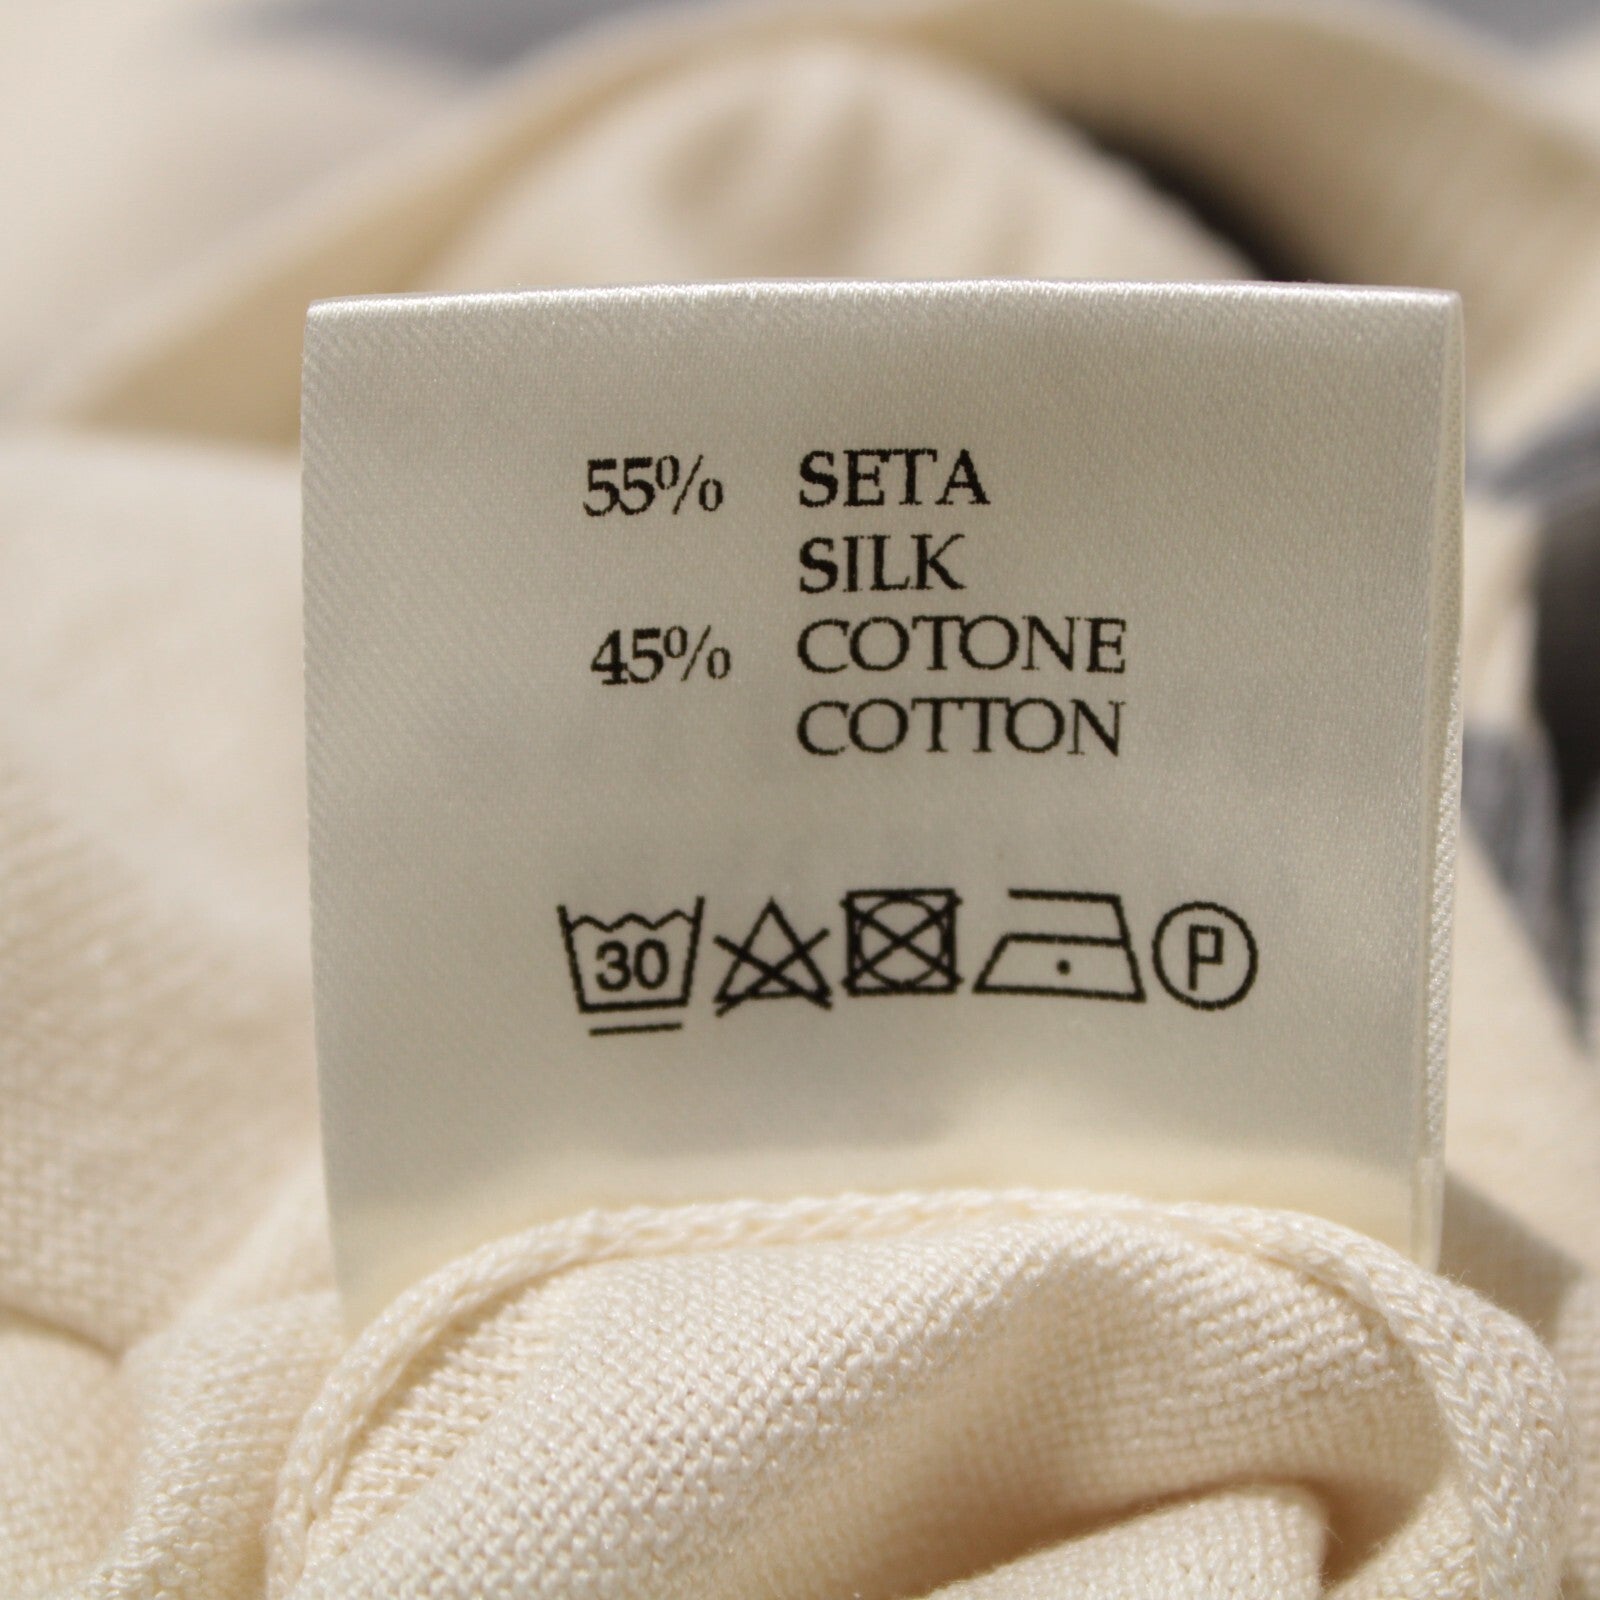 55% SETA
SILK
45% COTONE
COTTON
30 P